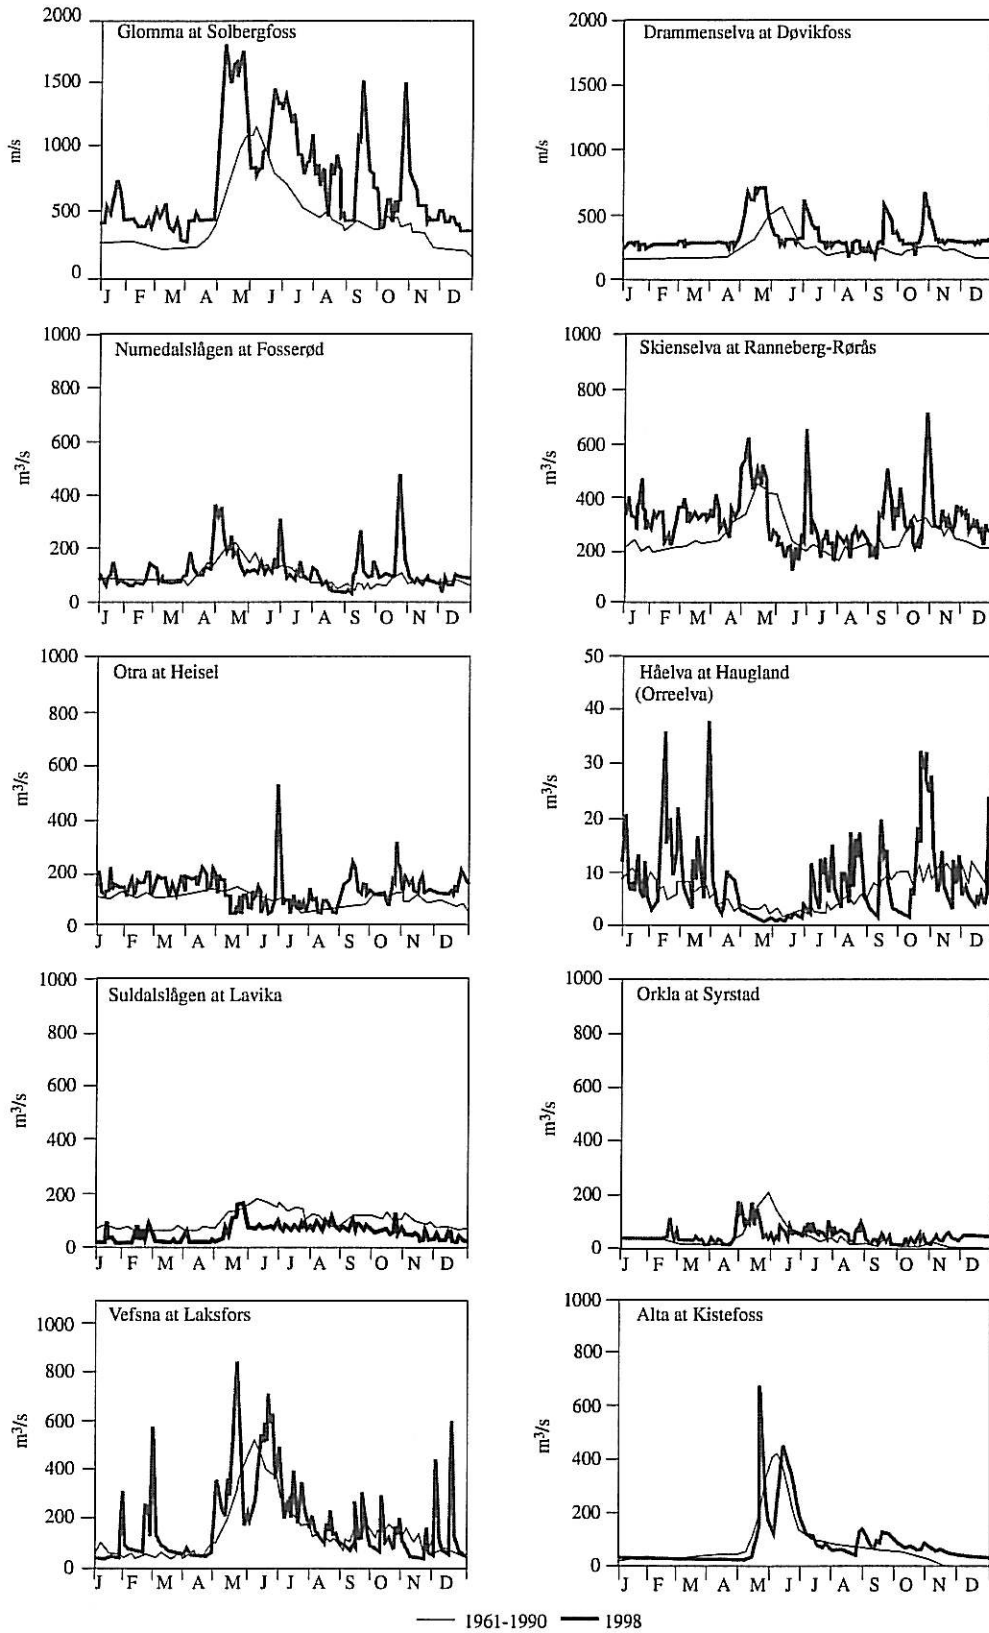 Glomma at Solbergfoss
2000
1500
1000
500
0
m/s
J F M A M J J A S O N D
Drammenselva at Døvikfoss
2000
1500
1000
500
0
m/s
J F M A M J J A S O N D
Numedalslågen at Fosserød
1000
800
600
400
200
0
m³/s
J F M A M J J A S O N D
Skienselva at Ranneberg-Rørås
1000
800
600
400
200
0
m³/s
J F M A M J J A S O N D
Otra at Heisel
1000
800
600
400
200
0
m³/s
J F M A M J J A S O N D
Håelva at Haugland
(Orreelva)
50
40
30
20
10
0
m³/s
J F M A M J J A S O N D
Suldalslågen at Lavika
1000
800
600
400
200
0
m³/s
J F M A M J J A S O N D
Orkla at Syrstad
1000
800
600
400
200
0
m³/s
J F M A M J J A S O N D
Vefsna at Laksfors
1000
800
600
400
200
0
m³/s
J F M A M J J A S O N D
Alta at Kistefoss
1000
800
600
400
200
0
m³/s
J F M A M J J A S O N D
1961-1990 1998